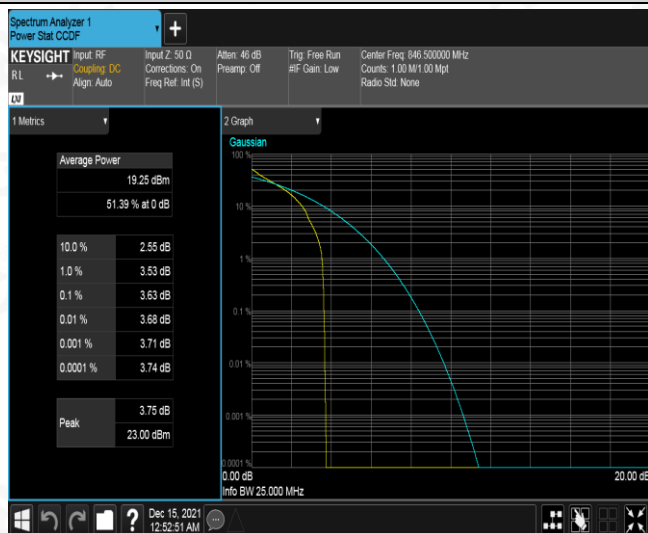 Spectrum Analyzer 1
Power Stat CCDF
+
KEYSIGHT
RL
Input: RF
Coupling: DC
Align: Auto
Input Z: 50 Ω
Corrections: On
Freq Ref: Int (S)
Atten: 46 dB
Preamp: Off
Trig: Free Run
#IF Gain: Low
Center Freq: 846.500000 MHz
Counts: 1.00 M/1.00 Mpt
Radio Std: None
LXI
1 Metrics
Average Power
19.25 dBm
51.39 % at 0 dB
10.0 % 2.55 dB
1.0 % 3.53 dB
0.1 % 3.63 dB
0.01 % 3.68 dB
0.001 % 3.71 dB
0.0001 % 3.74 dB
Peak
3.75 dB
23.00 dBm
2 Graph
Gaussian
100 %
10 %
1 %
0.1 %
0.01 %
0.001 %
0.0001 %
0.00 dB 20.00 dB
Info BW 25.000 MHz
?
Dec 15, 2021
12:52:51 AM